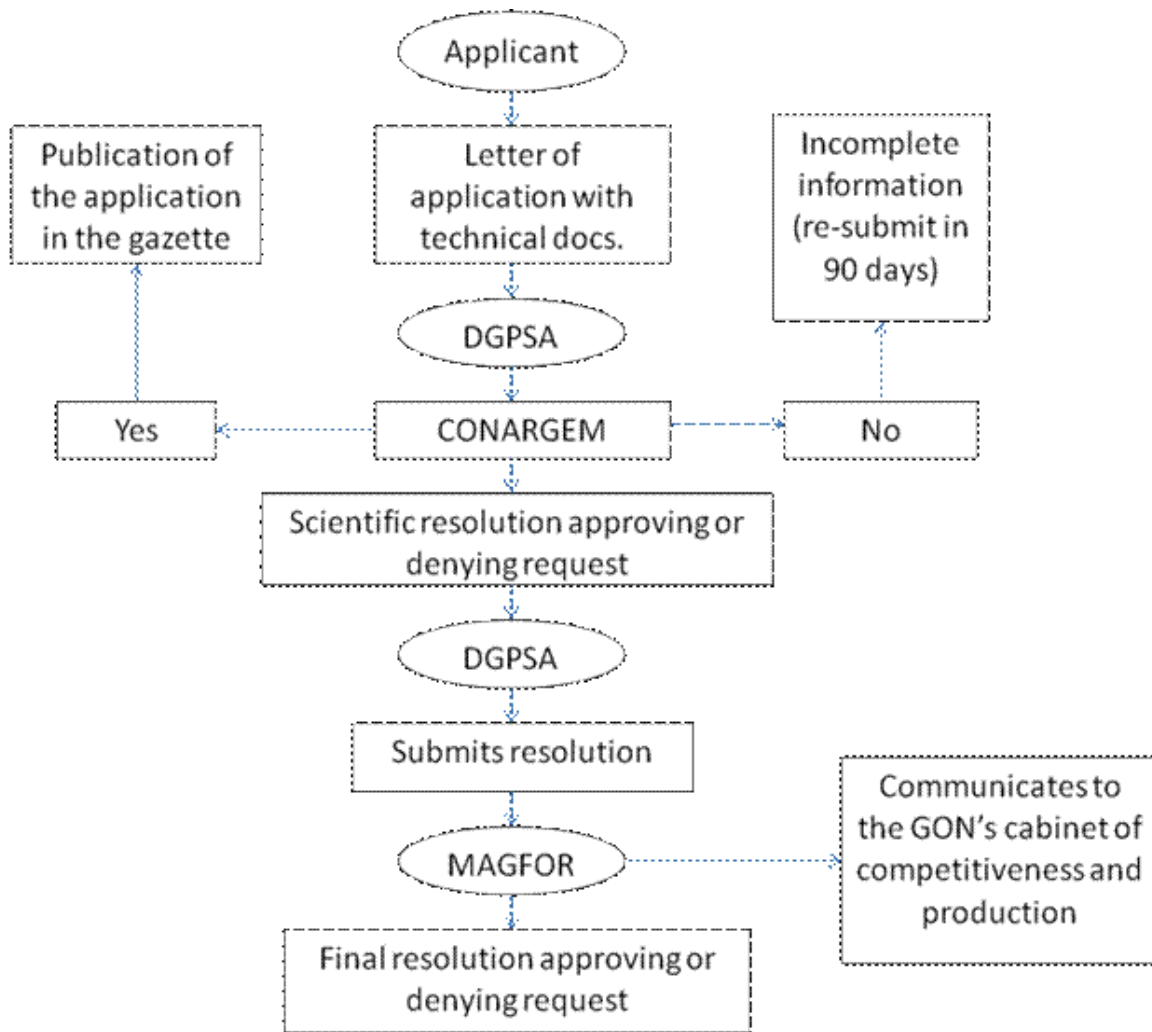 Applicant
Publication of
the application
in the gazette
Letter of
application with
technical docs.
Incomplete
information
(re-submit in
90 days)
DGPSA
Yes
CONARGEM
No
Scientific resolution approving or
denying request
DGPSA
Submits resolution
MAGFOR
Communicates to
the GON's cabinet of
competitiveness and
production
Final resolution approving or
denying request